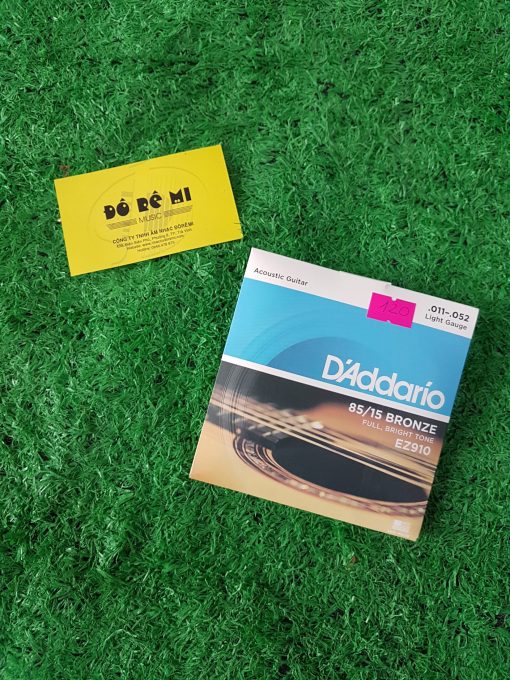 ĐÔ RÊ MI
MUSIC
CÔNG TY TNHH ÂM NHẠC ĐÔRÊMI
Acoustic Guitar
120
.011-.052
Light Gauge
D'Addario
85/15 BRONZE
FULL, BRIGHT TONE
EZ910